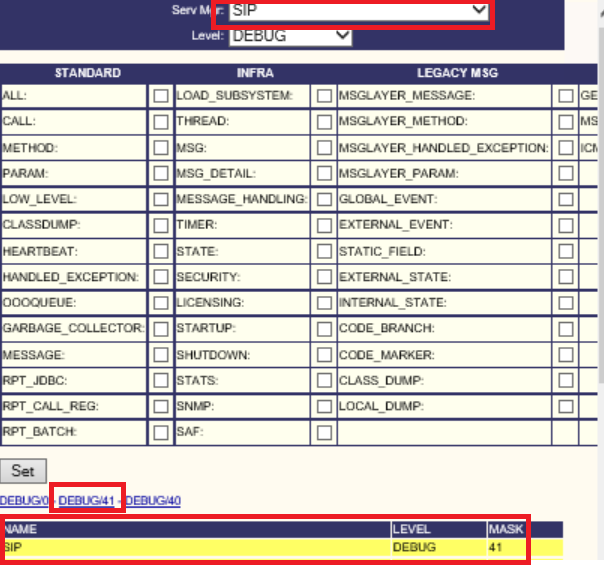 Serv Mgr: SIP
Level: DEBUG
STANDARD INFRA LEGACY MSG
ALL: LOAD_SUBSYSTEM: MSGLAYER_MESSAGE: GE
CALL: THREAD: MSGLAYER_METHOD: MS
METHOD: MSG: MSGLAYER_HANDLED_EXCEPTION: ICM
PARAM: MSG_DETAIL: MSGLAYER_PARAM:
LOW_LEVEL: MESSAGE_HANDLING: GLOBAL_EVENT:
CLASSDUMP: TIMER: EXTERNAL_EVENT:
HEARTBEAT: STATE: STATIC_FIELD:
HANDLED_EXCEPTION: SECURITY: EXTERNAL_STATE:
OOOQUEUE: LICENSING: INTERNAL_STATE:
GARBAGE_COLLECTOR: STARTUP: CODE_BRANCH:
MESSAGE: SHUTDOWN: CODE_MARKER:
RPT_JDBC: STATS: CLASS_DUMP:
RPT_CALL_REG: SNMP: LOCAL_DUMP:
RPT_BATCH: SAF:
Set
DEBUG/0 - DEBUG/41 - DEBUG/40
NAME LEVEL MASK
SIP DEBUG 41